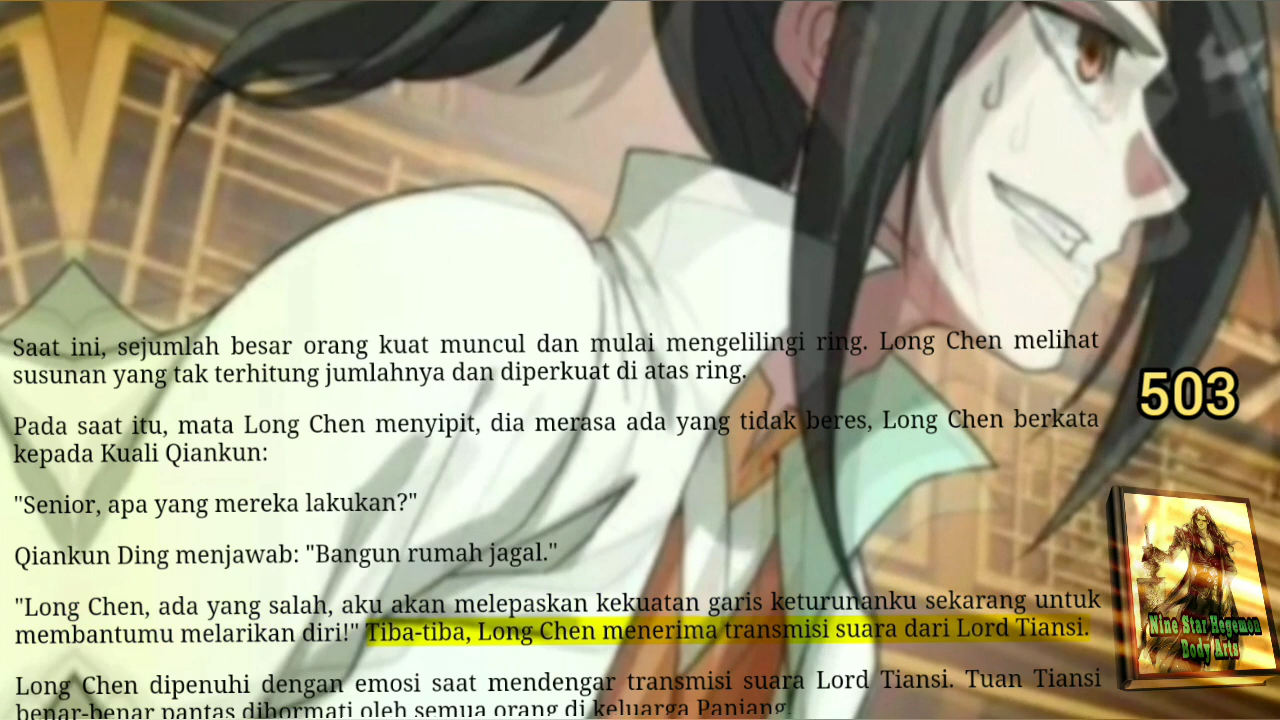 Saat ini, sejumlah besar orang kuat muncul dan mulai mengelilingi ring. Long Chen melihat
susunan yang tak terhitung jumlahnya dan diperkuat di atas ring.
Pada saat itu, mata Long Chen menyipit, dia merasa ada yang tidak beres, Long Chen berkata
kepada Kuali Qiankun:
"Senior, apa yang mereka lakukan?"
Qiankun Ding menjawab: "Bangun rumah jagal."
"Long Chen, ada yang salah, aku akan melepaskan kekuatan garis keturunanku sekarang untuk
membantumu melarikan diri!" Tiba-tiba, Long Chen menerima transmisi suara dari Lord Tiansi.
Long Chen dipenuhi dengan emosi saat mendengar transmisi suara Lord Tiansi. Tuan Tiansi
benar-benar pantas dihormati oleh semua orang di keluarga Panjang.
503
Nine Star Hegemon
Body Arts